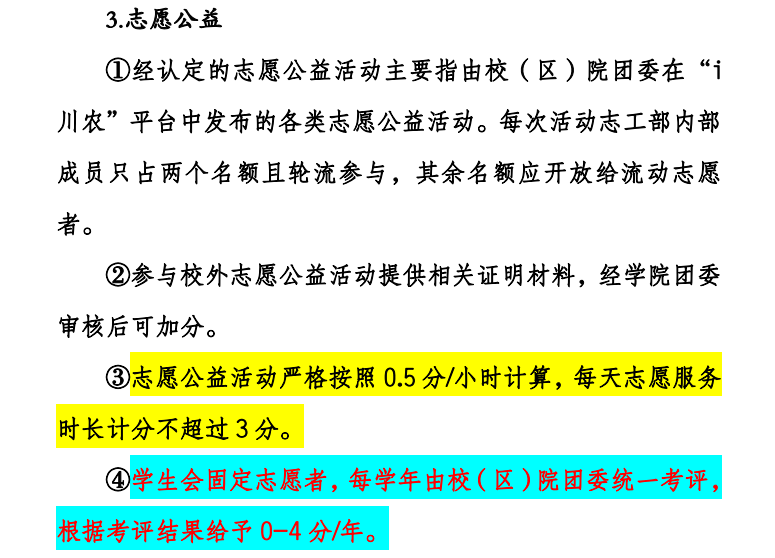 3.志愿公益
①经认定的志愿公益活动主要指由校（区）院团委在“i
川农”平台中发布的各类志愿公益活动。每次活动志工部内部
成员只占两个名额且轮流参与，其余名额应开放给流动志愿
者。
②参与校外志愿公益活动提供相关证明材料，经学院团委
审核后可加分。
③志愿公益活动严格按照 0.5 分/小时计算，每天志愿服务
时长计分不超过 3 分。
④学生会固定志愿者，每学年由校（区）院团委统一考评，
根据考评结果给予 0-4 分/年。